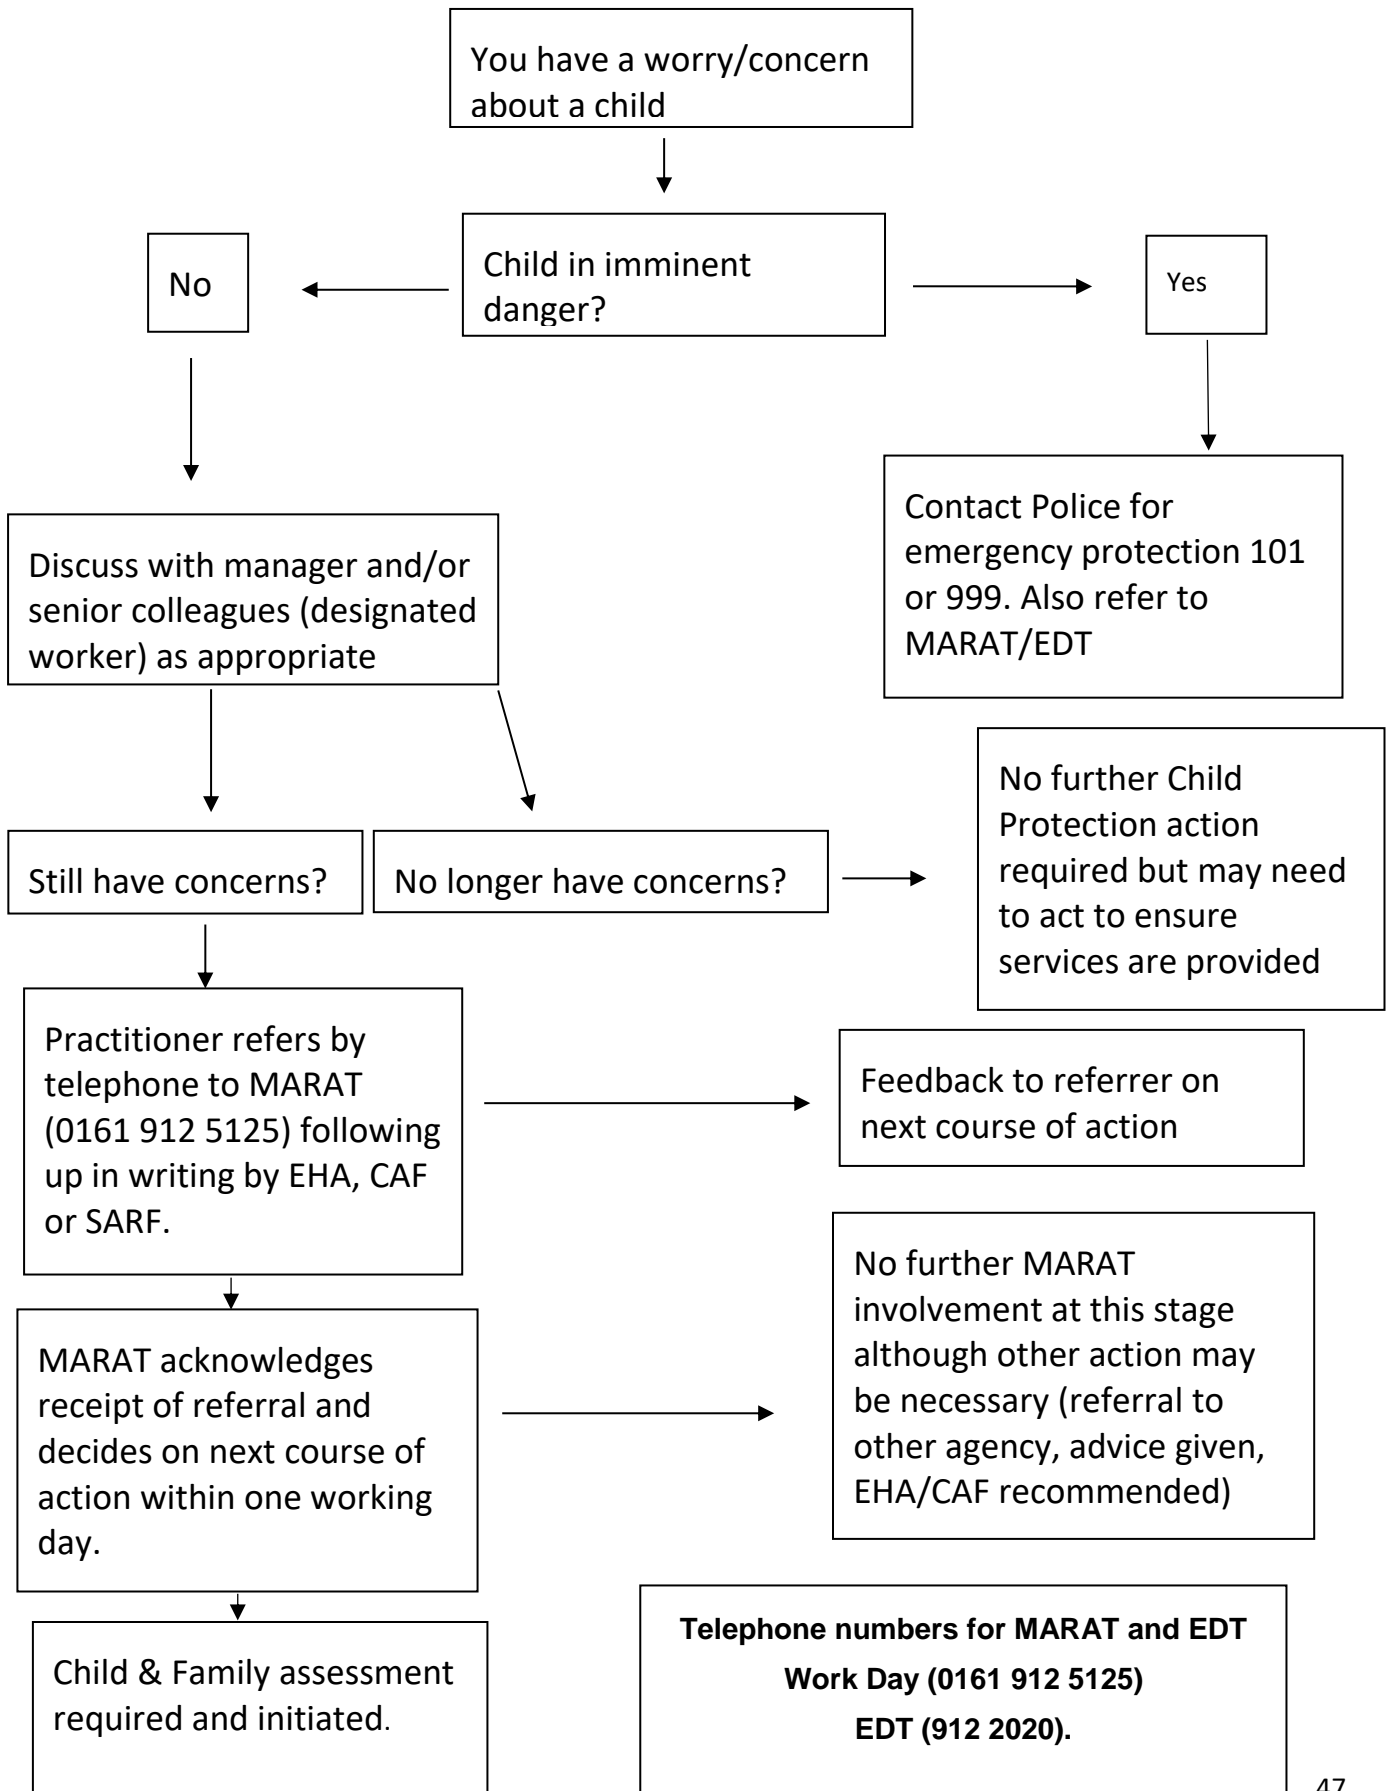 You have a worry/concern
about a child
Child in imminent
danger?
No
Yes
Contact Police for
emergency protection 101
or 999. Also refer to
MARAT/EDT
Discuss with manager and/or
senior colleagues (designated
worker) as appropriate
No further Child
Protection action
required but may need
to act to ensure
services are provided
Still have concerns?
No longer have concerns?
Practitioner refers by
telephone to MARAT
(0161 912 5125) following
up in writing by EHA, CAF
or SARF.
Feedback to referrer on
next course of action
MARAT acknowledges
receipt of referral and
decides on next course of
action within one working
day.
No further MARAT
involvement at this stage
although other action may
be necessary (referral to
other agency, advice given,
EHA/CAF recommended)
Child & Family assessment
required and initiated.
Telephone numbers for MARAT and EDT
Work Day (0161 912 5125)
EDT (912 2020).
47